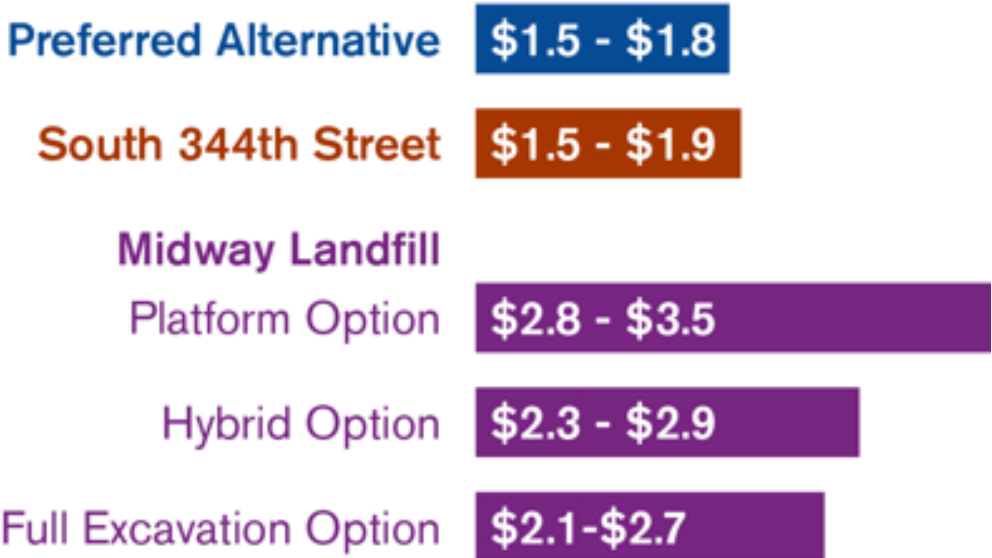 Preferred Alternative $1.5 - $1.8
South 344th Street $1.5 - $1.9
Midway Landfill
Platform Option $2.8 - $3.5
Hybrid Option $2.3 - $2.9
Full Excavation Option $2.1-$2.7